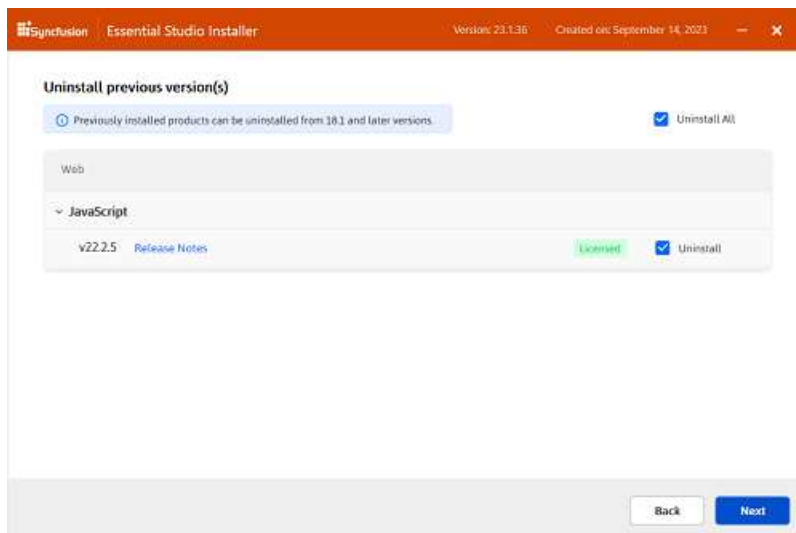 Syncfusion Essential Studio Installer Version: 23.1.36 Created on: September 14, 2023
Uninstall previous version(s)
Previously installed products can be uninstalled from 18.1 and later versions. Uninstall All
Web
JavaScript
v22.2.5 Release Notes Licensed Uninstall
Back Next